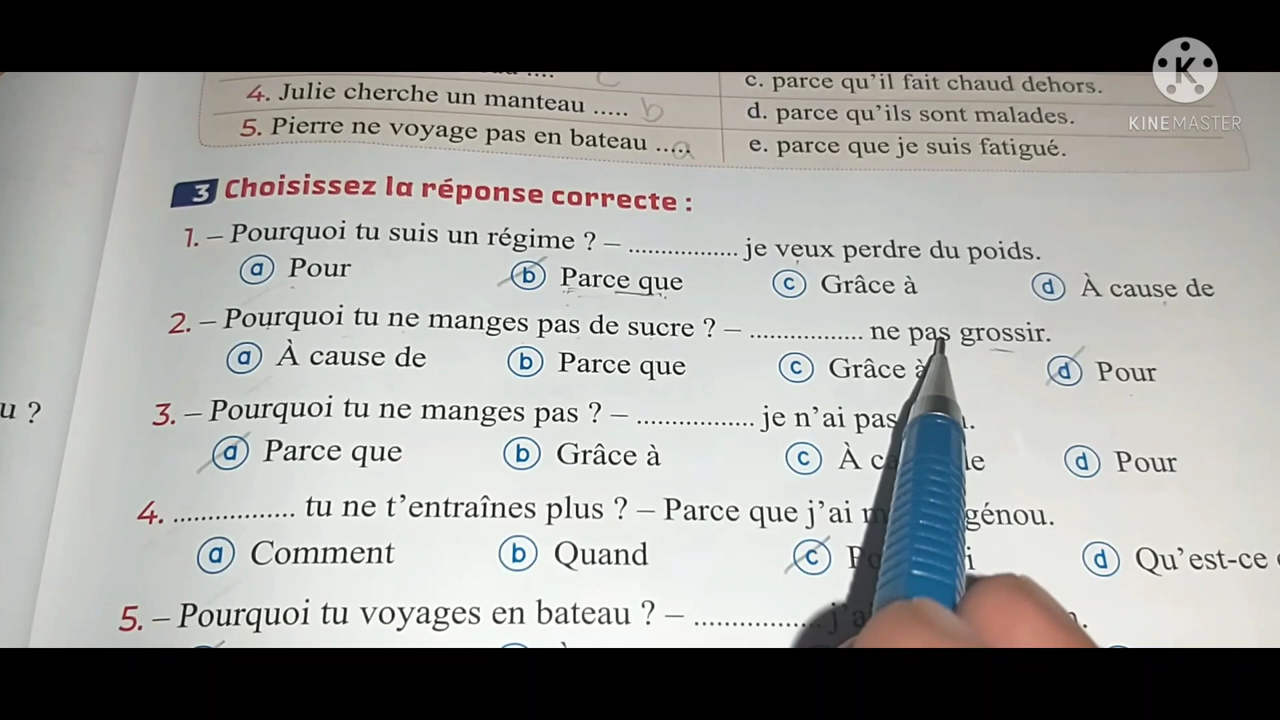 K
KINEMASTER
4. Julie cherche un manteau ..... b
c. parce qu'il fait chaud dehors.
d. parce qu'ils sont malades.
5. Pierre ne voyage pas en bateau ..... a
e. parce que je suis fatigué.
3 Choisissez la réponse correcte :
1. – Pourquoi tu suis un régime ? – ................. je veux perdre du poids.
a Pour b Parce que c Grâce à d À cause de
2. – Pourquoi tu ne manges pas de sucre ? – ................. ne pas grossir.
a À cause de b Parce que c Grâce à d Pour
u ?
3. – Pourquoi tu ne manges pas ? – ................. je n'ai pas
a Parce que b Grâce à c À d Pour
4. ................. tu ne t'entraînes plus ? – Parce que j'ai génou.
a Comment b Quand c d Qu'est-ce
5. – Pourquoi tu voyages en bateau ? – .................